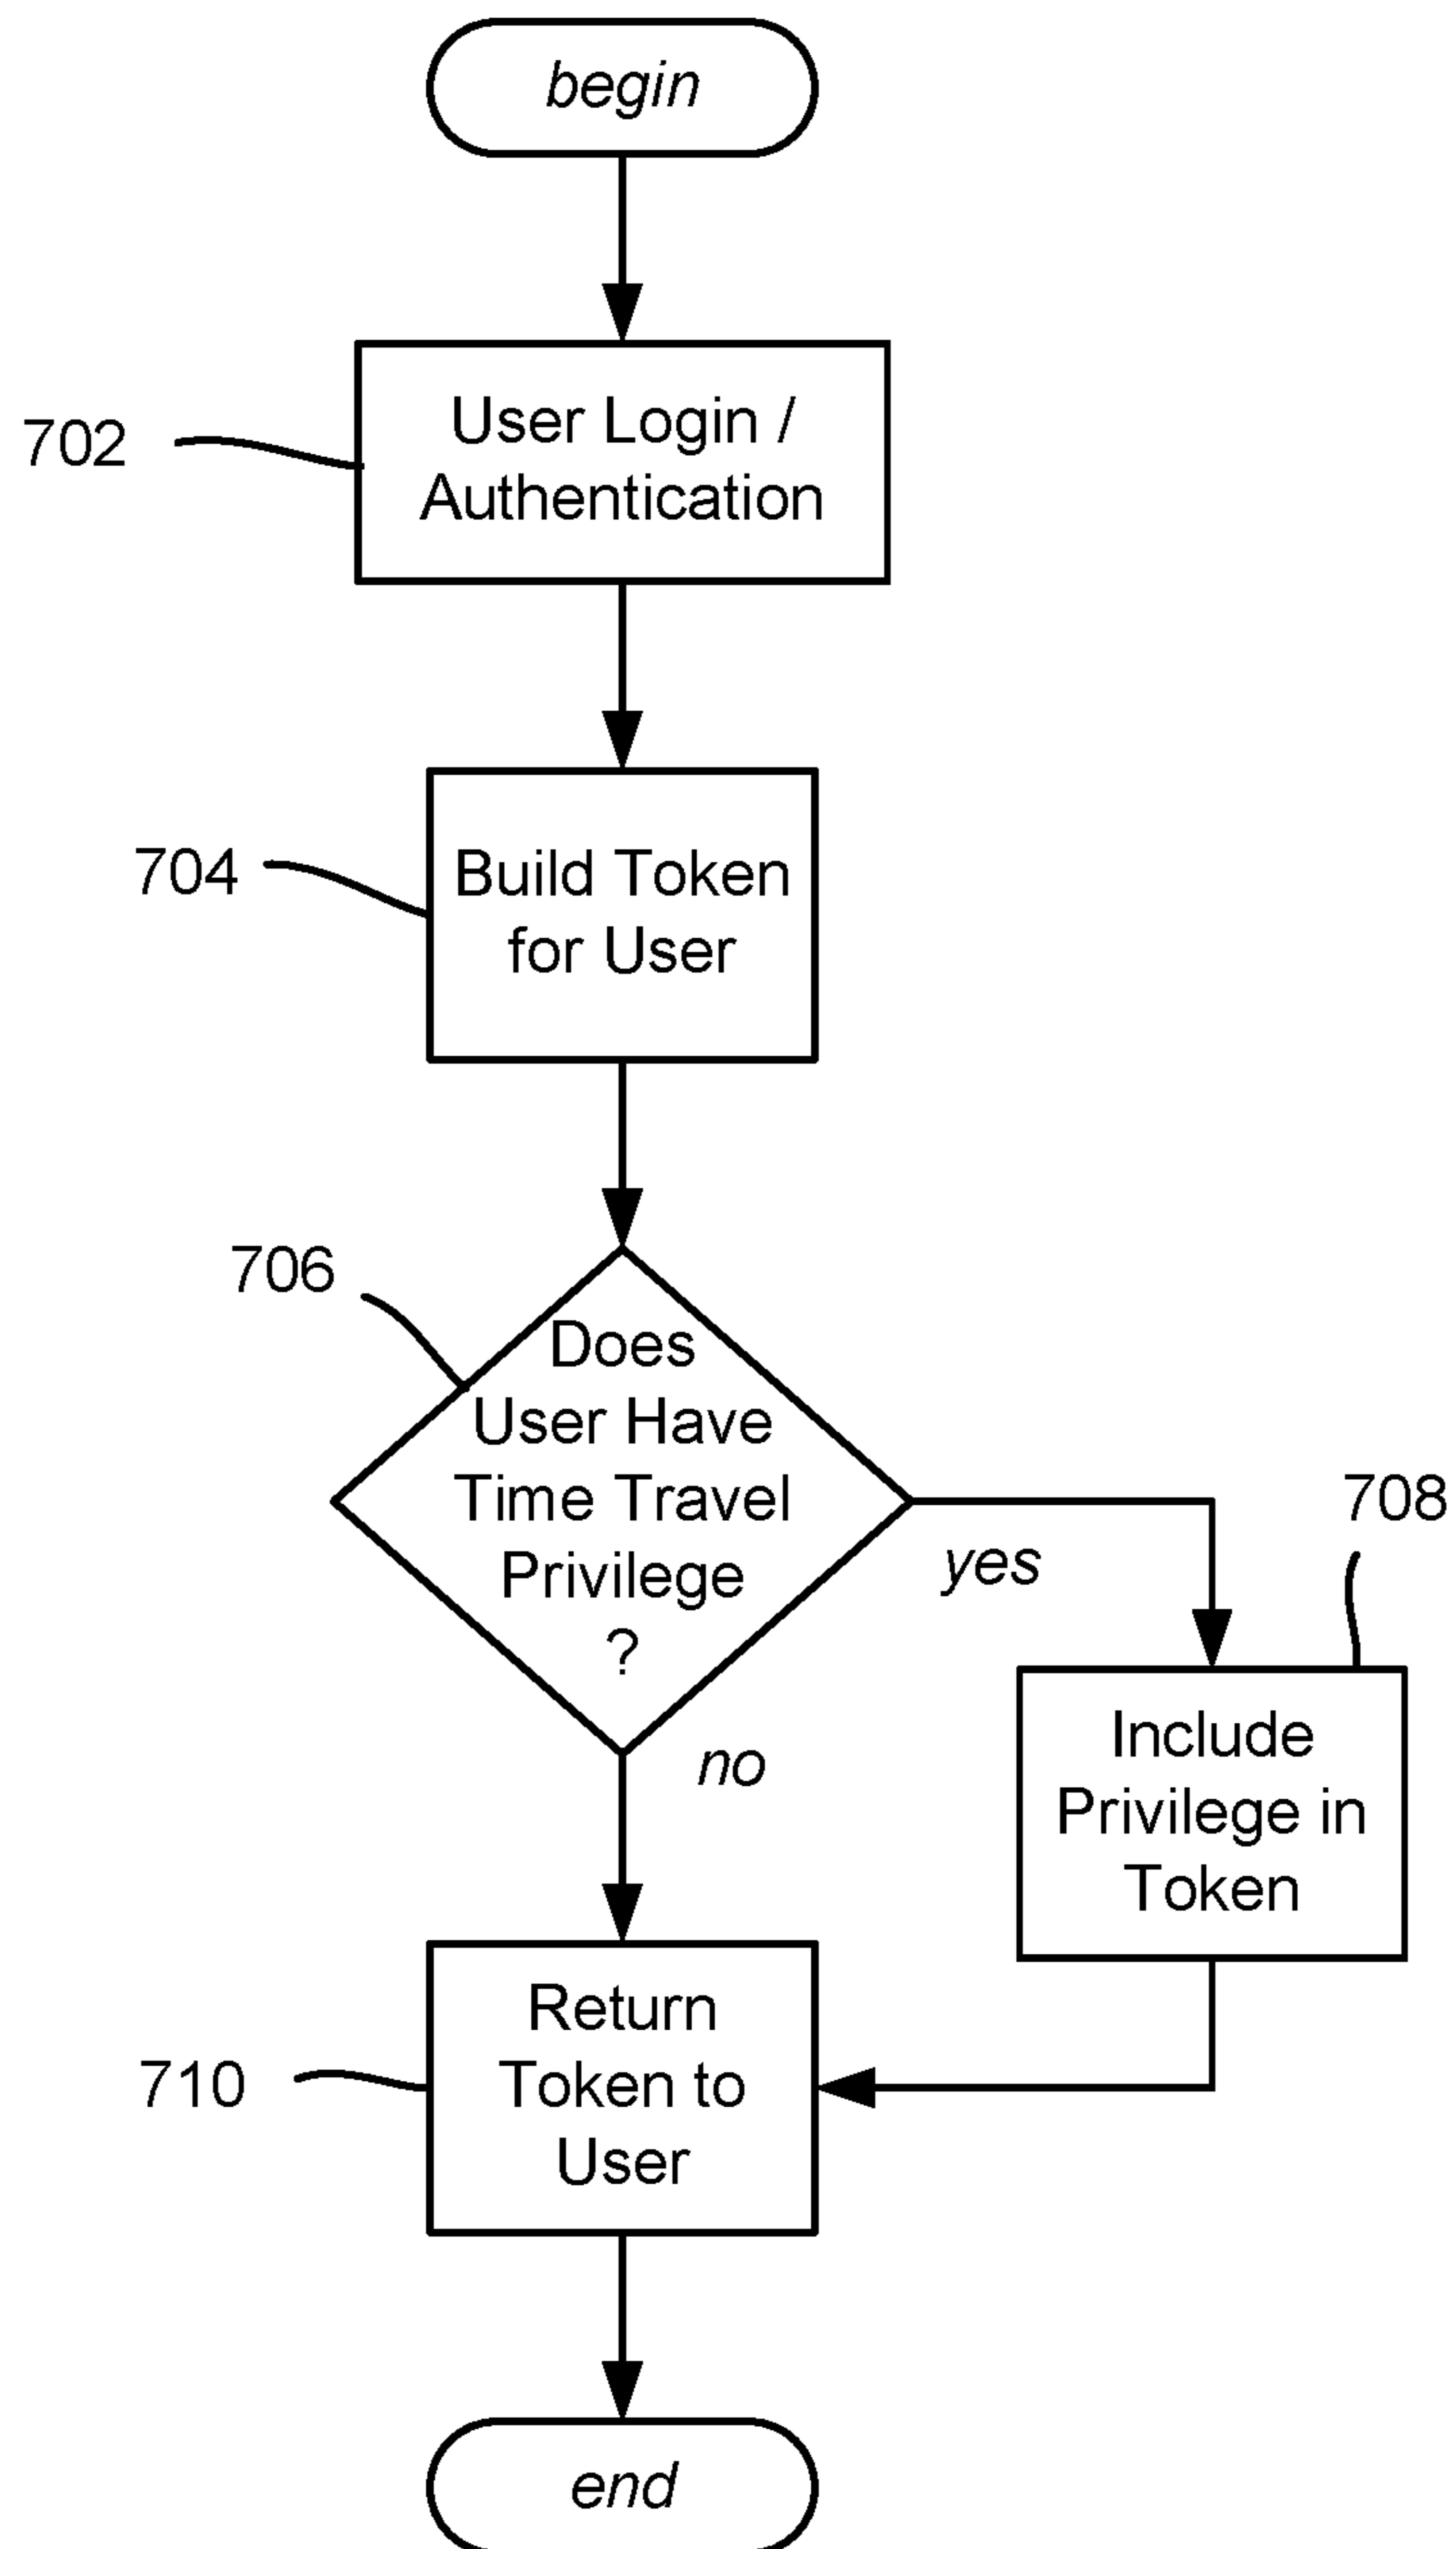 begin
702
User Login /
Authentication
704
Build Token
for User
706
Does
User Have
Time Travel
Privilege
?
yes
708
no
Include
Privilege in
Token
710
Return
Token to
User
end